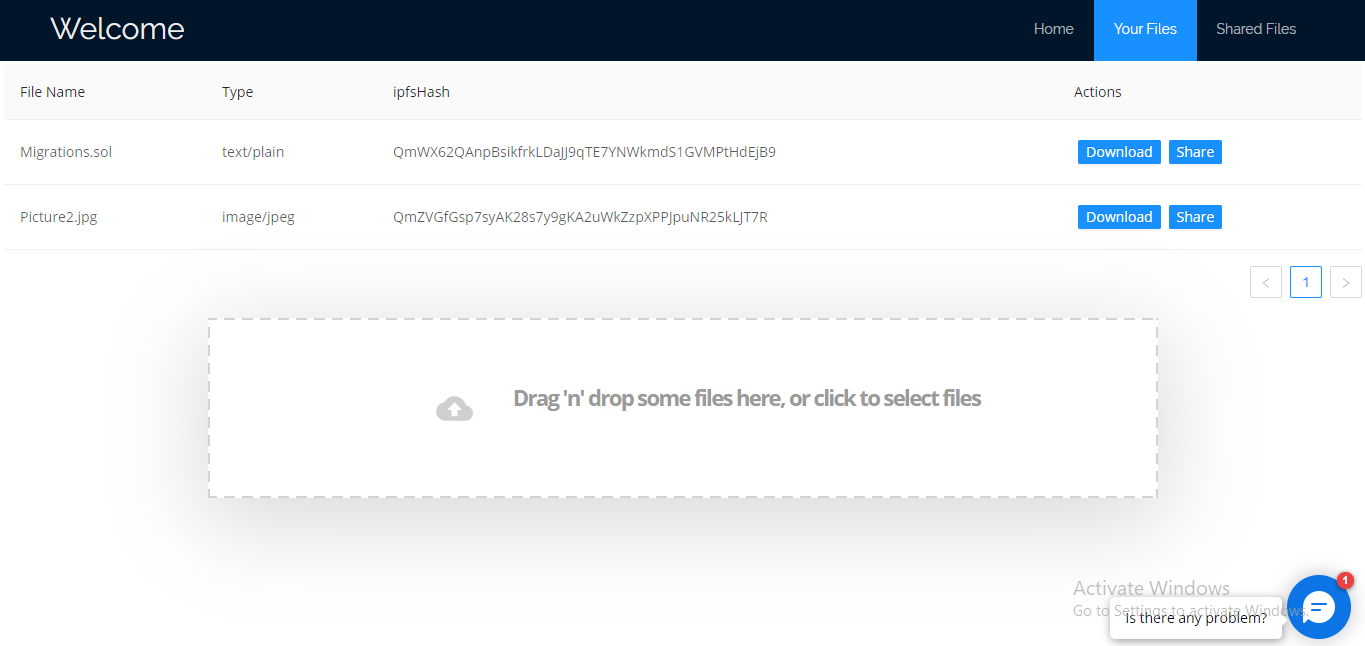 Welcome Home Your Files Shared Files
File Name Type ipfsHash Actions
Migrations.sol text/plain QmWX62QAnpBsikfrkLDaJJ9qTE7YNWkmdS1GVMPtHdEjB9 Download Share
Picture2.jpg image/jpeg QmZVGfGsp7syAK28s7y9gKA2uWkZzpXPPJpuNR25kLJT7R Download Share
< 1 >
Drag 'n' drop some files here, or click to select files
Activate Windows
Go to Settings to activate Windows.
Is there any problem?
1